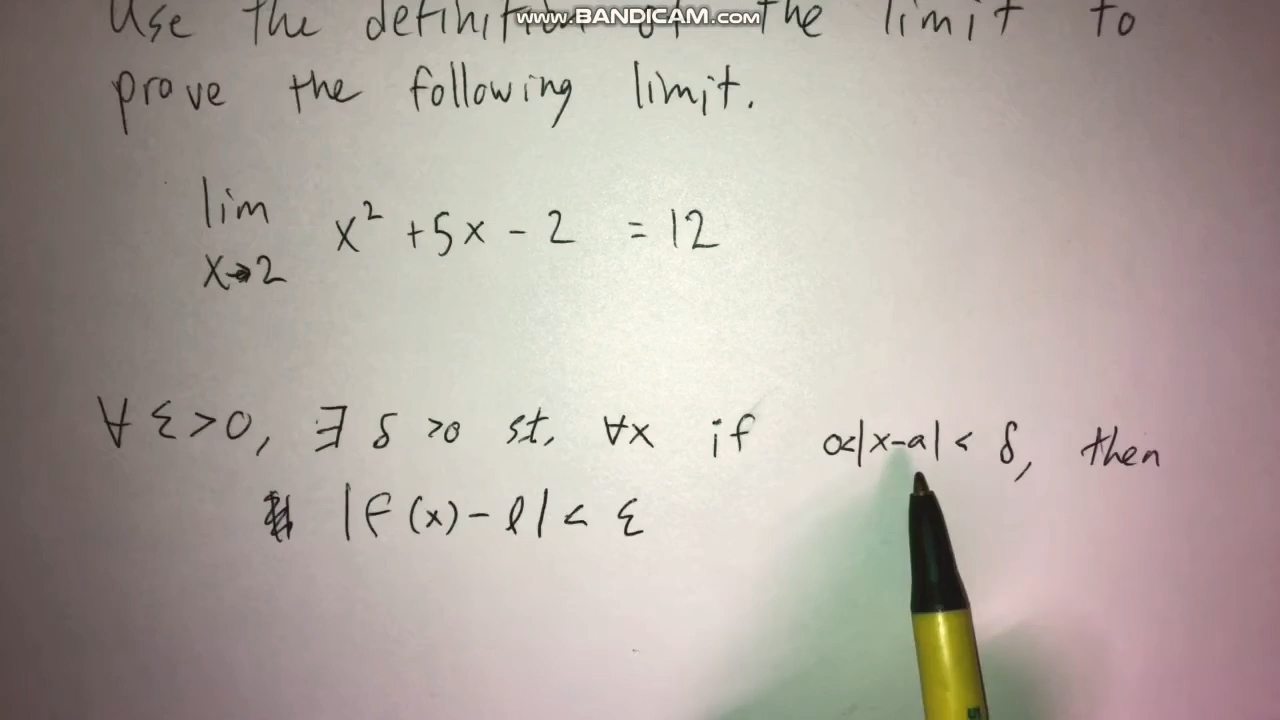 www.BANDICAM.com
Use the definition of the limit to
prove the following limit.
lim x² + 5x - 2 = 12
x→2
∀ ε > 0, ∃ δ > 0 st, ∀x if 0<|x-a| < δ, then
|f(x) - l| < ε